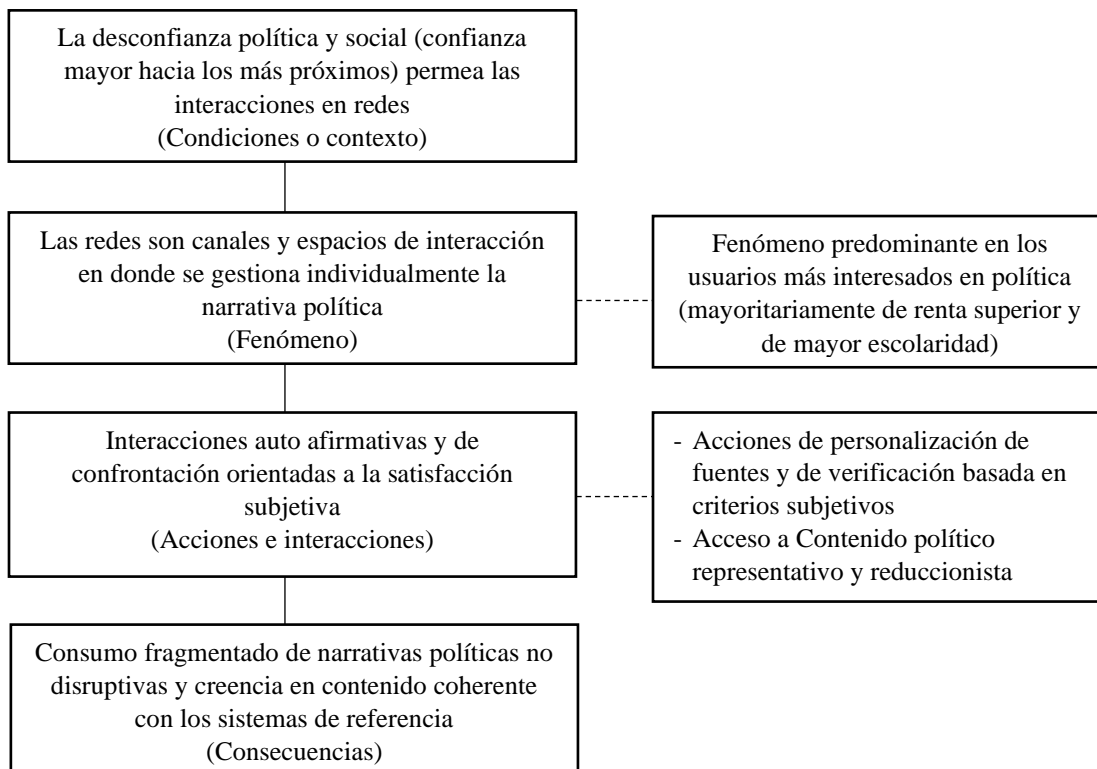 La desconfianza política y social (confianza
mayor hacia los más próximos) permea las
interacciones en redes
(Condiciones o contexto)
Las redes son canales y espacios de interacción
en donde se gestiona individualmente la
narrativa política
(Fenómeno)
Fenómeno predominante en los
usuarios más interesados en política
(mayoritariamente de renta superior y
de mayor escolaridad)
Interacciones auto afirmativas y de
confrontación orientadas a la satisfacción
subjetiva
(Acciones e interacciones)
- Acciones de personalización de
fuentes y de verificación basada en
criterios subjetivos
- Acceso a Contenido político
representativo y reduccionista
Consumo fragmentado de narrativas políticas no
disruptivas y creencia en contenido coherente
con los sistemas de referencia
(Consecuencias)